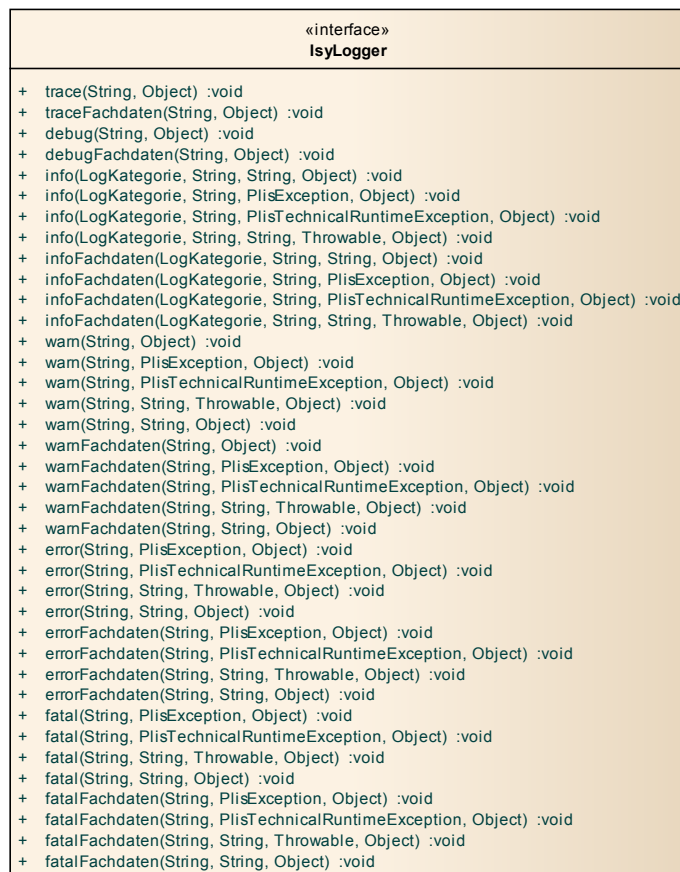 «interface»
IsyLogger
+ trace(String, Object) :void
+ traceFachdaten(String, Object) :void
+ debug(String, Object) :void
+ debugFachdaten(String, Object) :void
+ info(LogKategorie, String, String, Object) :void
+ info(LogKategorie, String, PlisException, Object) :void
+ info(LogKategorie, String, PlisTechnicalRuntimeException, Object) :void
+ info(LogKategorie, String, String, Throwable, Object) :void
+ infoFachdaten(LogKategorie, String, String, Object) :void
+ infoFachdaten(LogKategorie, String, PlisException, Object) :void
+ infoFachdaten(LogKategorie, String, PlisTechnicalRuntimeException, Object) :void
+ infoFachdaten(LogKategorie, String, String, Throwable, Object) :void
+ warn(String, Object) :void
+ warn(String, PlisException, Object) :void
+ warn(String, PlisTechnicalRuntimeException, Object) :void
+ warn(String, String, Throwable, Object) :void
+ warn(String, String, Object) :void
+ warnFachdaten(String, Object) :void
+ warnFachdaten(String, PlisException, Object) :void
+ warnFachdaten(String, PlisTechnicalRuntimeException, Object) :void
+ warnFachdaten(String, String, Throwable, Object) :void
+ warnFachdaten(String, String, Object) :void
+ error(String, PlisException, Object) :void
+ error(String, PlisTechnicalRuntimeException, Object) :void
+ error(String, String, Throwable, Object) :void
+ error(String, String, Object) :void
+ errorFachdaten(String, PlisException, Object) :void
+ errorFachdaten(String, PlisTechnicalRuntimeException, Object) :void
+ errorFachdaten(String, String, Throwable, Object) :void
+ errorFachdaten(String, String, Object) :void
+ fatal(String, PlisException, Object) :void
+ fatal(String, PlisTechnicalRuntimeException, Object) :void
+ fatal(String, String, Throwable, Object) :void
+ fatal(String, String, Object) :void
+ fatalFachdaten(String, PlisException, Object) :void
+ fatalFachdaten(String, PlisTechnicalRuntimeException, Object) :void
+ fatalFachdaten(String, String, Throwable, Object) :void
+ fatalFachdaten(String, String, Object) :void